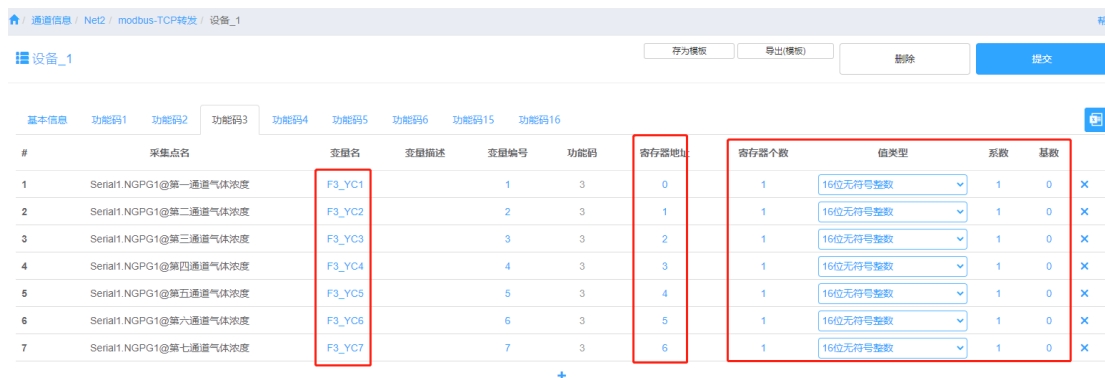 / 通道信息 / Net2 / modbus-TCP转发 / 设备_1
设备_1 存为模板 导出(模板) 删除 提交
基本信息 功能码1 功能码2 功能码3 功能码4 功能码5 功能码6 功能码15 功能码16
# 采集点名 变量名 变量描述 变量编号 功能码 寄存器地址 寄存器个数 值类型 系数 基数
1 Serial1.NGPG1@第一通道气体浓度 F3_YC1 1 3 0 1 16位无符号整数 1 0 ×
2 Serial1.NGPG1@第二通道气体浓度 F3_YC2 2 3 1 1 16位无符号整数 1 0 ×
3 Serial1.NGPG1@第三通道气体浓度 F3_YC3 3 3 2 1 16位无符号整数 1 0 ×
4 Serial1.NGPG1@第四通道气体浓度 F3_YC4 4 3 3 1 16位无符号整数 1 0 ×
5 Serial1.NGPG1@第五通道气体浓度 F3_YC5 5 3 4 1 16位无符号整数 1 0 ×
6 Serial1.NGPG1@第六通道气体浓度 F3_YC6 6 3 5 1 16位无符号整数 1 0 ×
7 Serial1.NGPG1@第七通道气体浓度 F3_YC7 7 3 6 1 16位无符号整数 1 0 ×
+